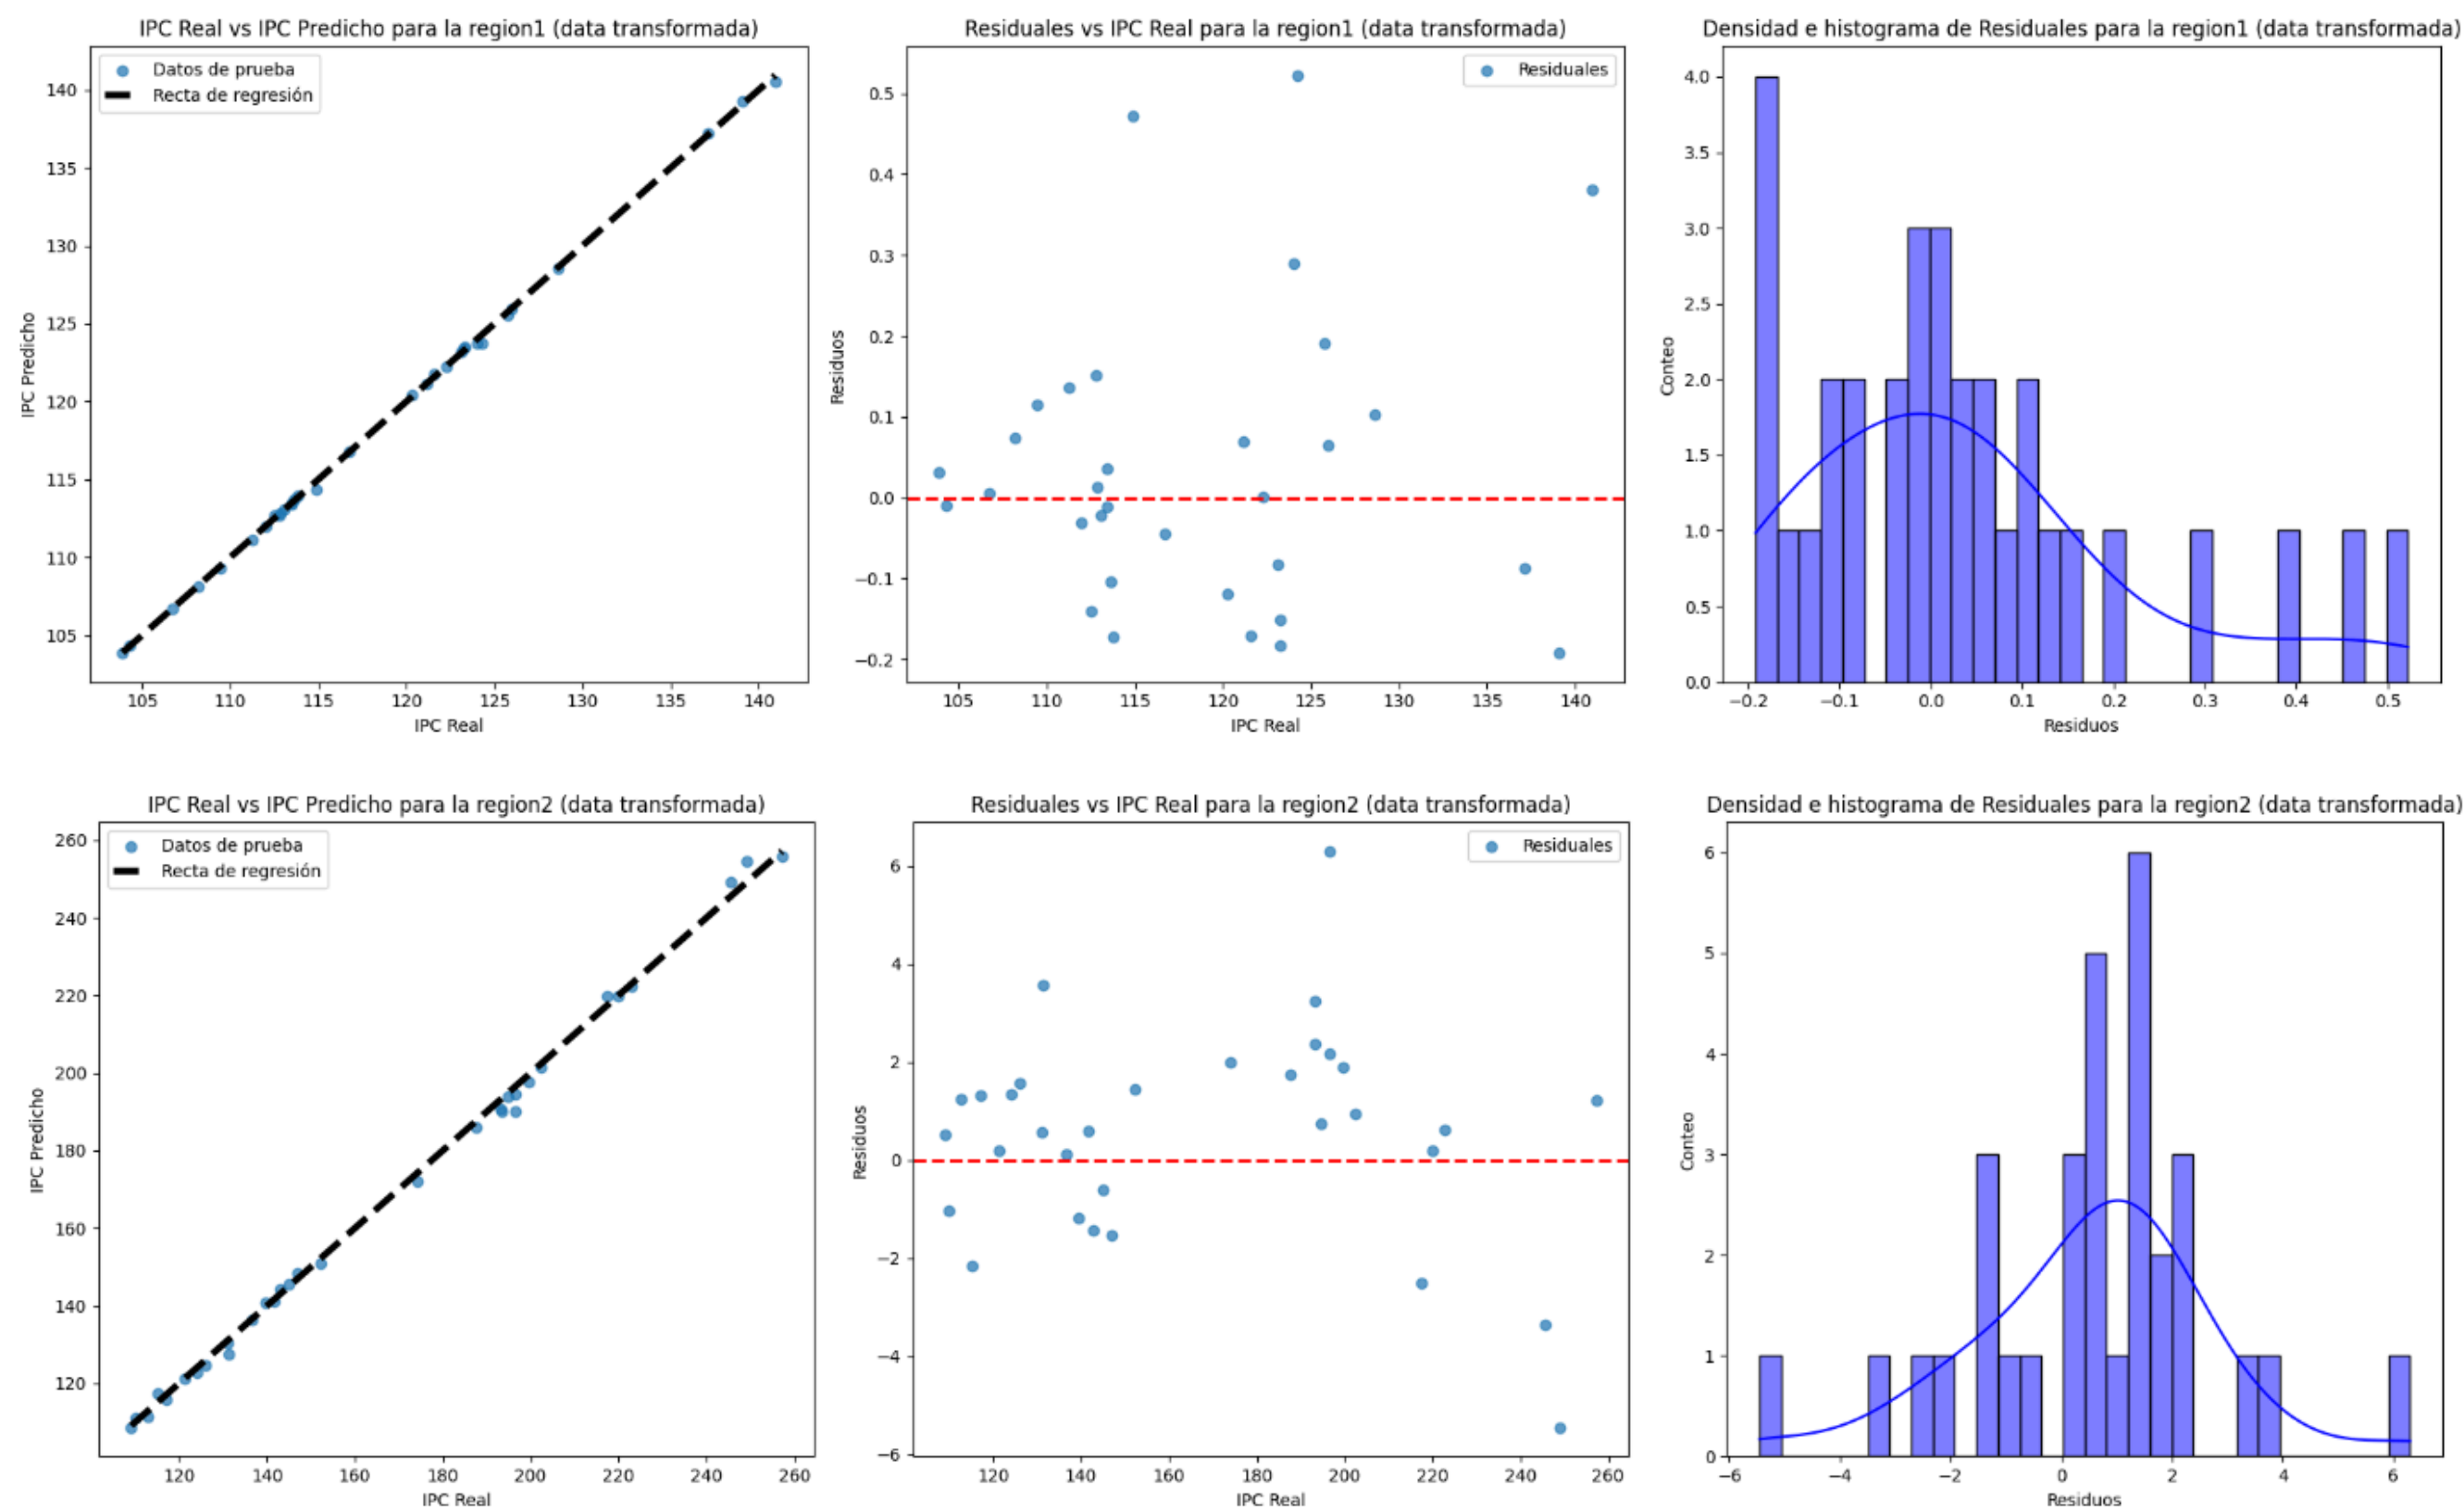 IPC Real vs IPC Predicho para la region1 (data transformada)
Datos de prueba
Recta de regresión
140
135
130
125
120
115
110
105
IPC Predicho
105 110 115 120 125 130 135 140
IPC Real
Residuales vs IPC Real para la region1 (data transformada)
Residuales
0.5
0.4
0.3
0.2
0.1
0.0
−0.1
−0.2
Residuos
105 110 115 120 125 130 135 140
IPC Real
Densidad e histograma de Residuales para la region1 (data transformada)
4.0
3.5
3.0
2.5
2.0
1.5
1.0
0.5
0.0
Conteo
−0.2 −0.1 0.0 0.1 0.2 0.3 0.4 0.5
Residuos
IPC Real vs IPC Predicho para la region2 (data transformada)
Datos de prueba
Recta de regresión
260
240
220
200
180
160
140
120
IPC Predicho
120 140 160 180 200 220 240 260
IPC Real
Residuales vs IPC Real para la region2 (data transformada)
Residuales
6
4
2
0
−2
−4
−6
Residuos
120 140 160 180 200 220 240 260
IPC Real
Densidad e histograma de Residuales para la region2 (data transformada)
6
5
4
3
2
1
0
Conteo
−6 −4 −2 0 2 4 6
Residuos